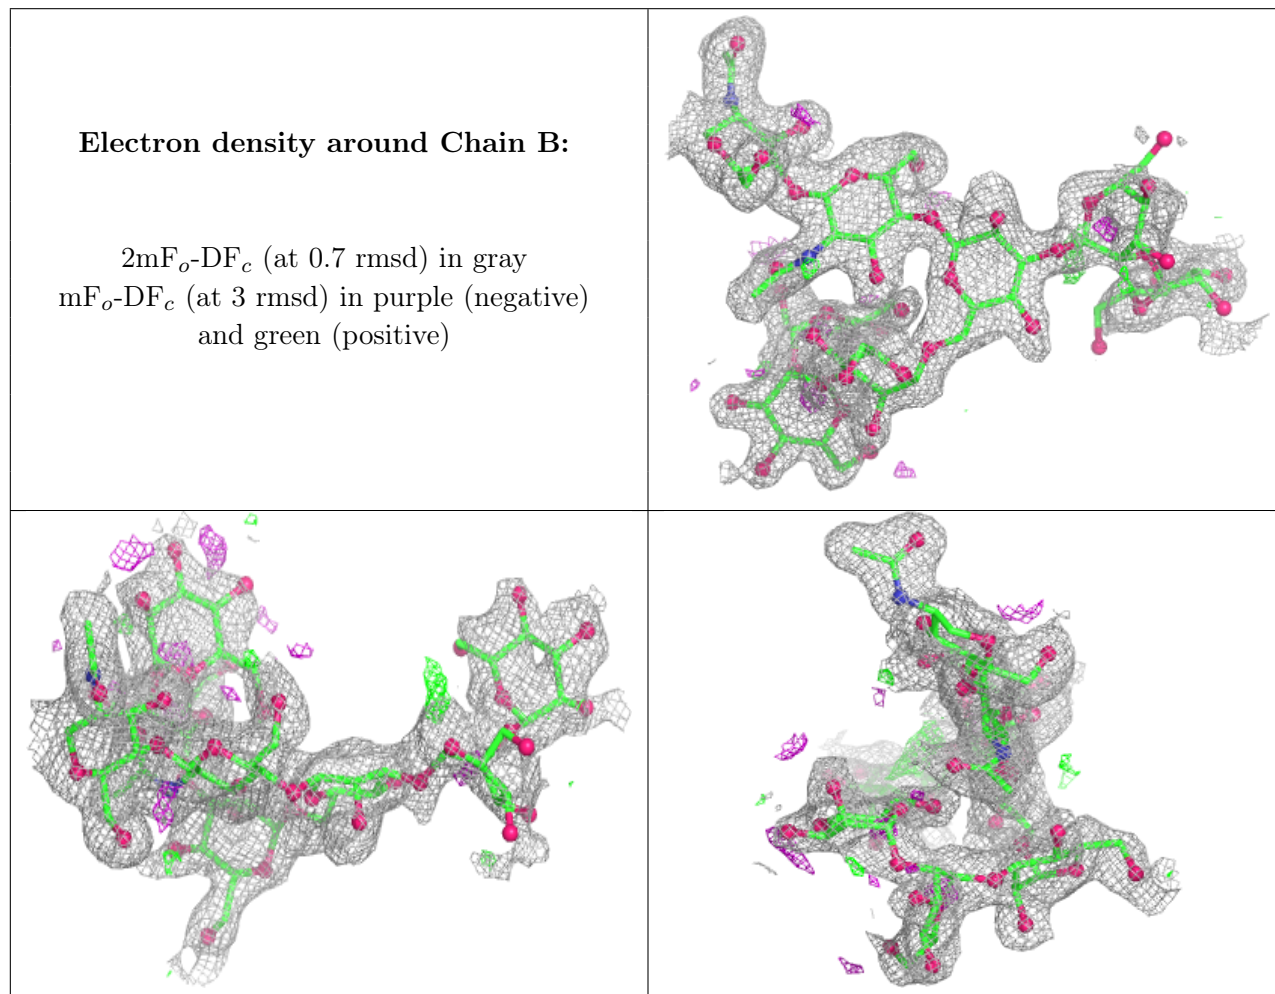 Electron density around Chain B:
2mFo-DFc (at 0.7 rmsd) in gray
mFo-DFc (at 3 rmsd) in purple (negative)
and green (positive)